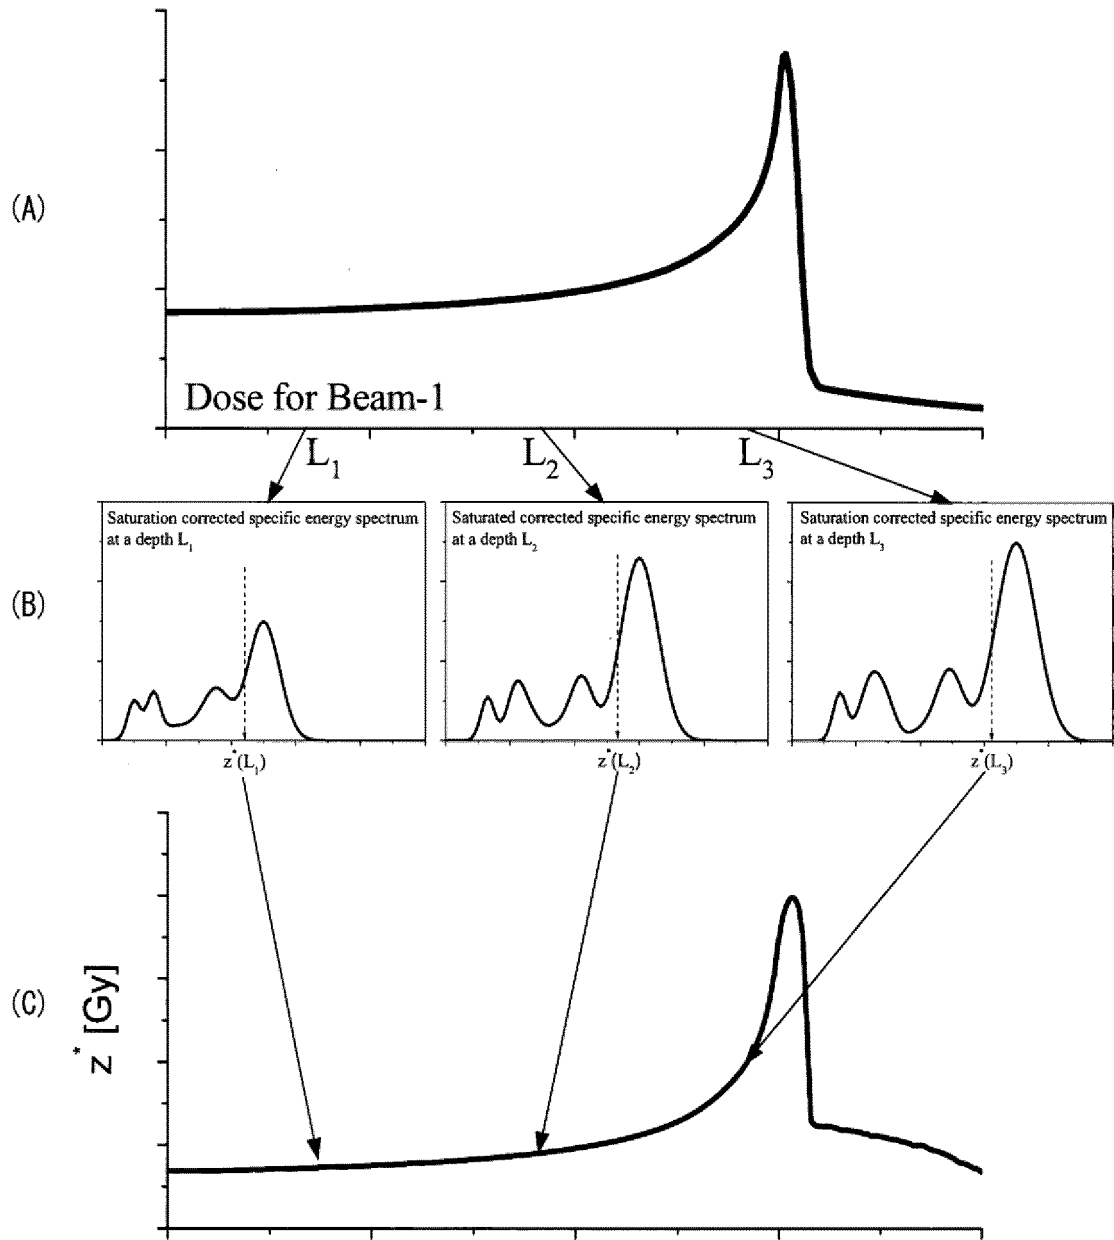 (A)
Dose for Beam-1
L₁ L₂ L₃
(B)
Saturation corrected specific energy spectrum
at a depth L₁
Saturated corrected specific energy spectrum
at a depth L₂
Saturation corrected specific energy spectrum
at a depth L₃
z*(L₁) z*(L₂) z*(L₃)
(C)
z* [Gy]